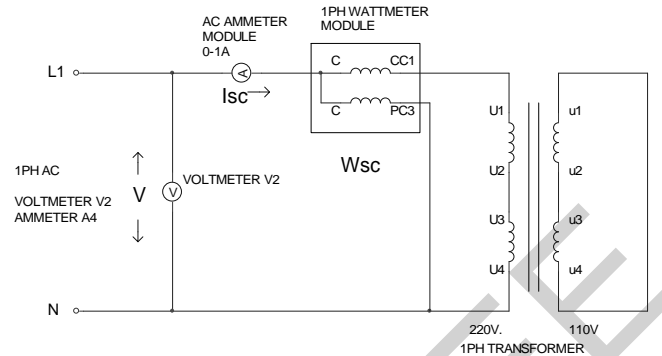 AC AMMETER
MODULE
0-1A
1PH WATTMETER
MODULE
L1
A
Isc
C
CC1
C
PC3
Wsc
U1
U2
U3
U4
u1
u2
u3
u4
1PH AC
VOLTMETER V2
AMMETER A4
V
V
VOLTMETER V2
N
220V.
110V
1PH TRANSFORMER